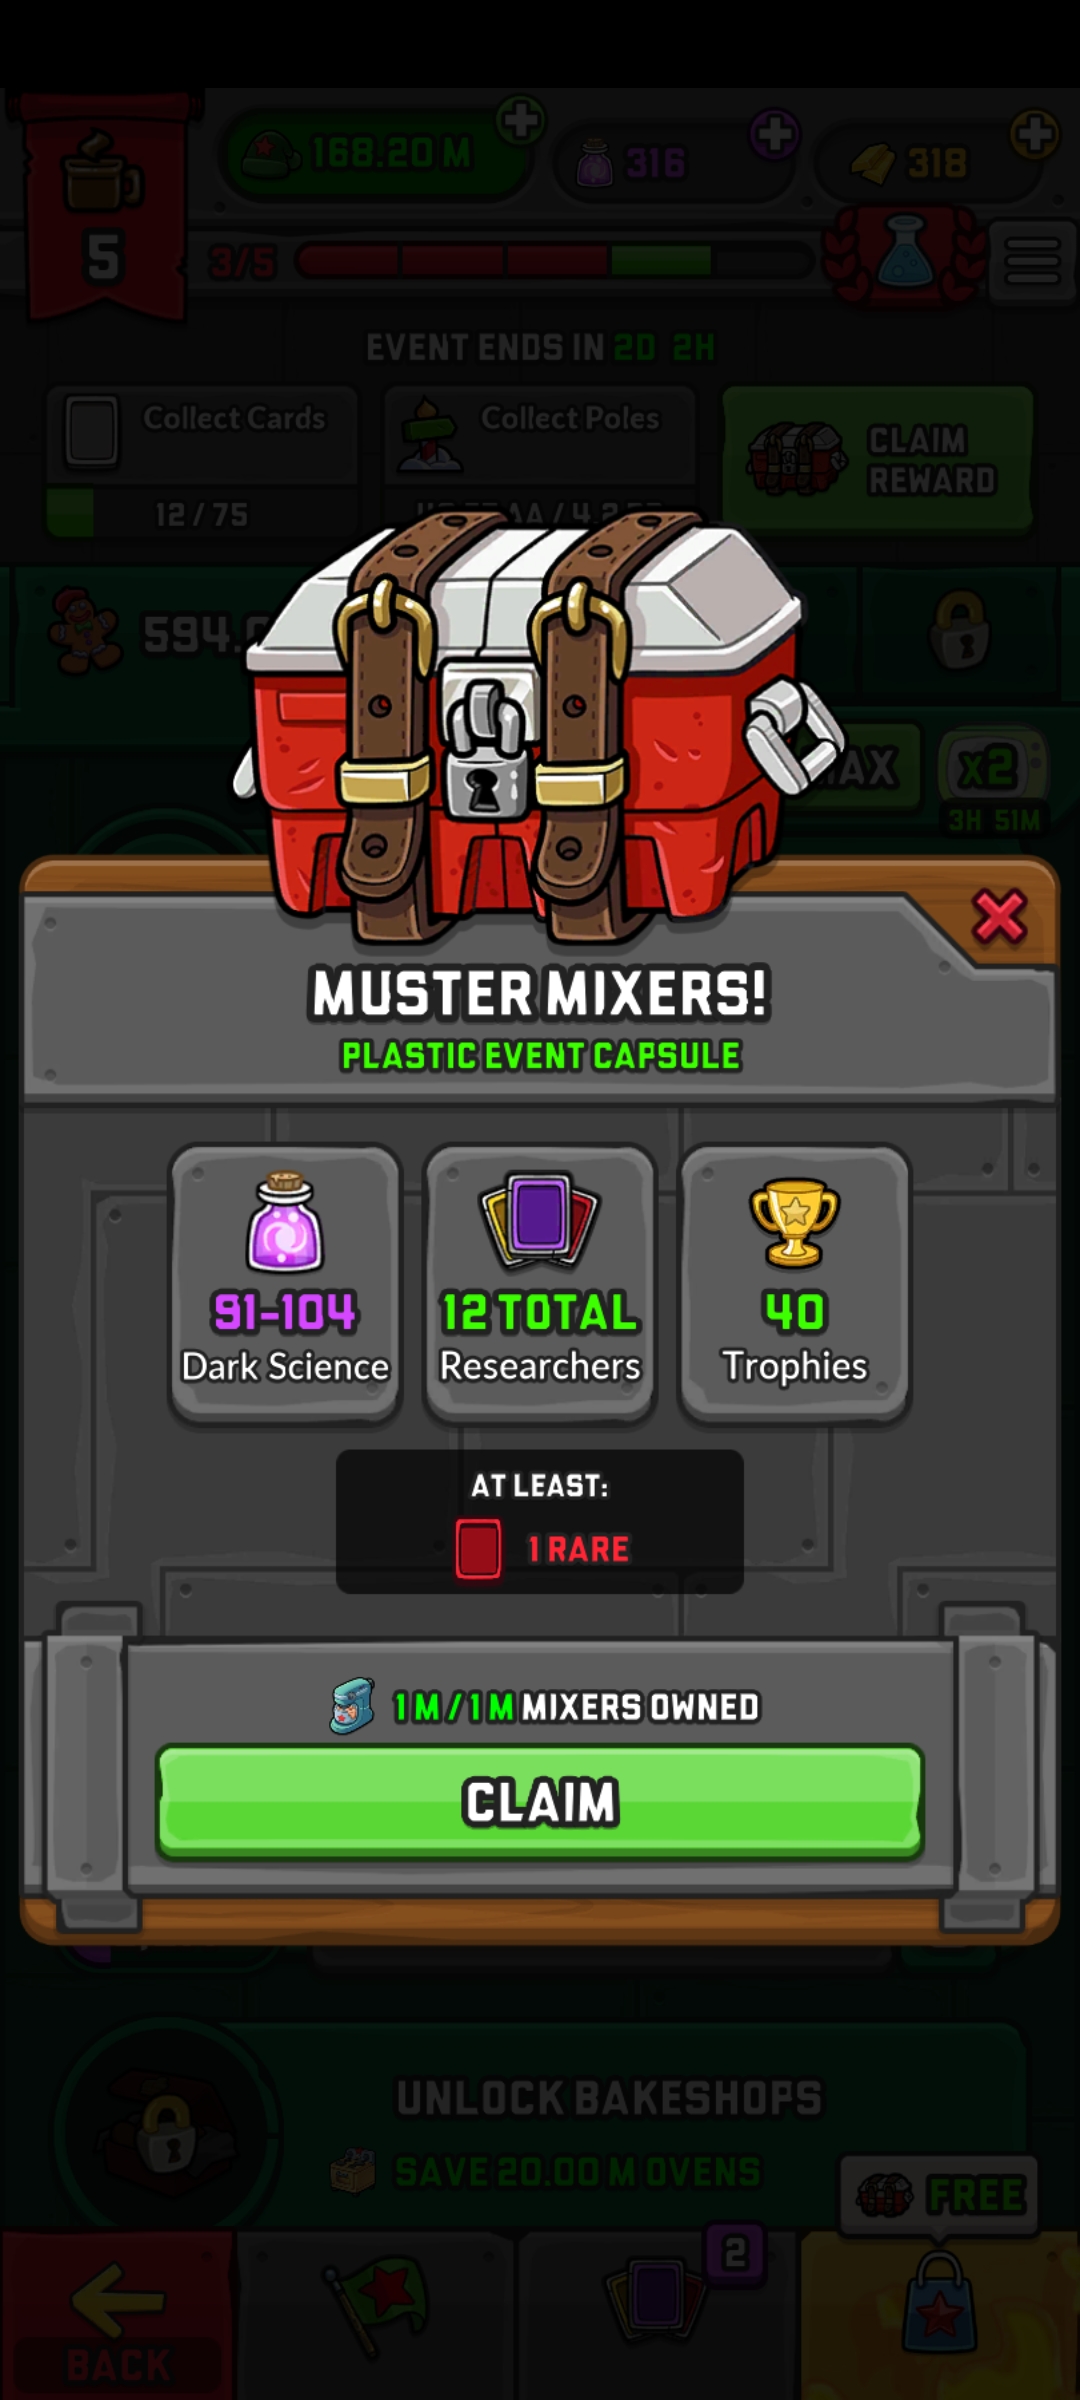 168.20 M
316
318
5
3/5
EVENT ENDS IN 2D 2H
Collect Cards
Collect Poles
CLAIM
REWARD
12 / 75
594.
x2
3H 51M
MUSTER MIXERS!
PLASTIC EVENT CAPSULE
91-104
12 TOTAL
40
Dark Science
Researchers
Trophies
AT LEAST:
1 RARE
1 M / 1 M MIXERS OWNED
CLAIM
UNLOCK BAKESHOPS
SAVE 20.00 M OVENS
FREE
2
BACK